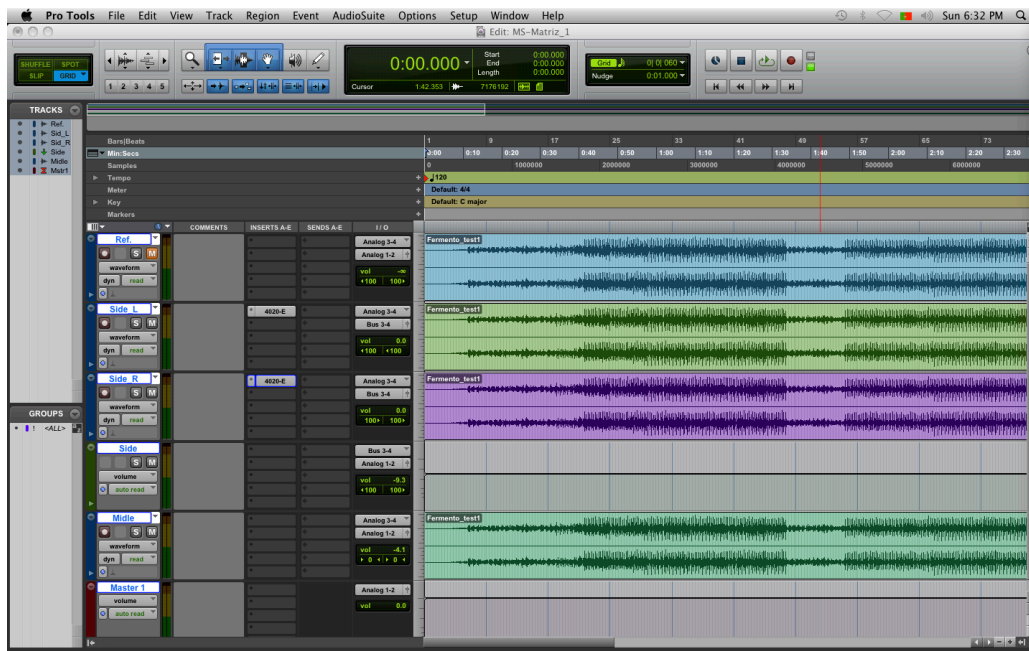 Pro Tools File Edit View Track Region Event AudioSuite Options Setup Window Help Sun 6:32 PM
Edit: MS-Matriz_1
SHUFFLE SPOT
SLIP GRID
1 2 3 4 5
0:00.000
Start 0:00.000
End 0:00.000
Length 0:00.000
Cursor 1:42.353 7176192
Grid 0| 0| 060
Nudge 0:01.000
TRACKS
Ref.
Sid_L
Sid_R
Side
Midle
Mstr1
GROUPS
! <ALL>
Bars|Beats 1 9 17 25 33 41 49 57 65 73
Min:Secs 0:00 0:10 0:20 0:30 0:40 0:50 1:00 1:10 1:20 1:30 1:40 1:50 2:00 2:10 2:20 2:30
Samples 0 1000000 2000000 3000000 4000000 5000000 6000000
Tempo + 120
Meter + Default: 4/4
Key + Default: C major
Markers +
COMMENTS INSERTS A-E SENDS A-E I / O
Ref. Analog 3-4 Fermento_test1
S M Analog 1-2
waveform vol -∞
dyn read 100 100
Side_L 4020-E Analog 3-4 Fermento_test1
S M Bus 3-4
waveform vol 0.0
dyn read 100 100
Side_R 4020-E Analog 3-4 Fermento_test1
S M Bus 3-4
waveform vol 0.0
dyn read 100 100
Side Bus 3-4
S M Analog 1-2
volume vol -9.3
auto read 100 100
Midle Analog 3-4 Fermento_test1
S M Analog 1-2
waveform vol -4.1
dyn read 0 0
Master 1 Analog 1-2
volume vol 0.0
auto read